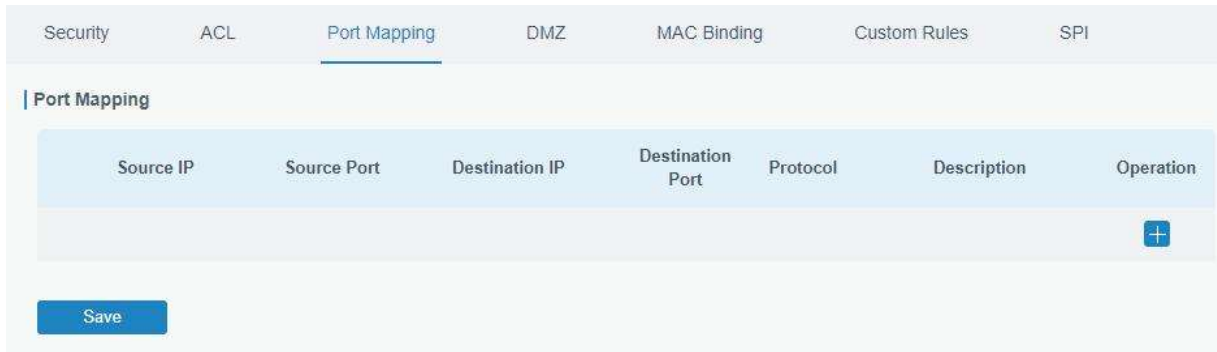 Security ACL Port Mapping DMZ MAC Binding Custom Rules SPI
Port Mapping
Source IP Source Port Destination IP Destination Port Protocol Description Operation
Save